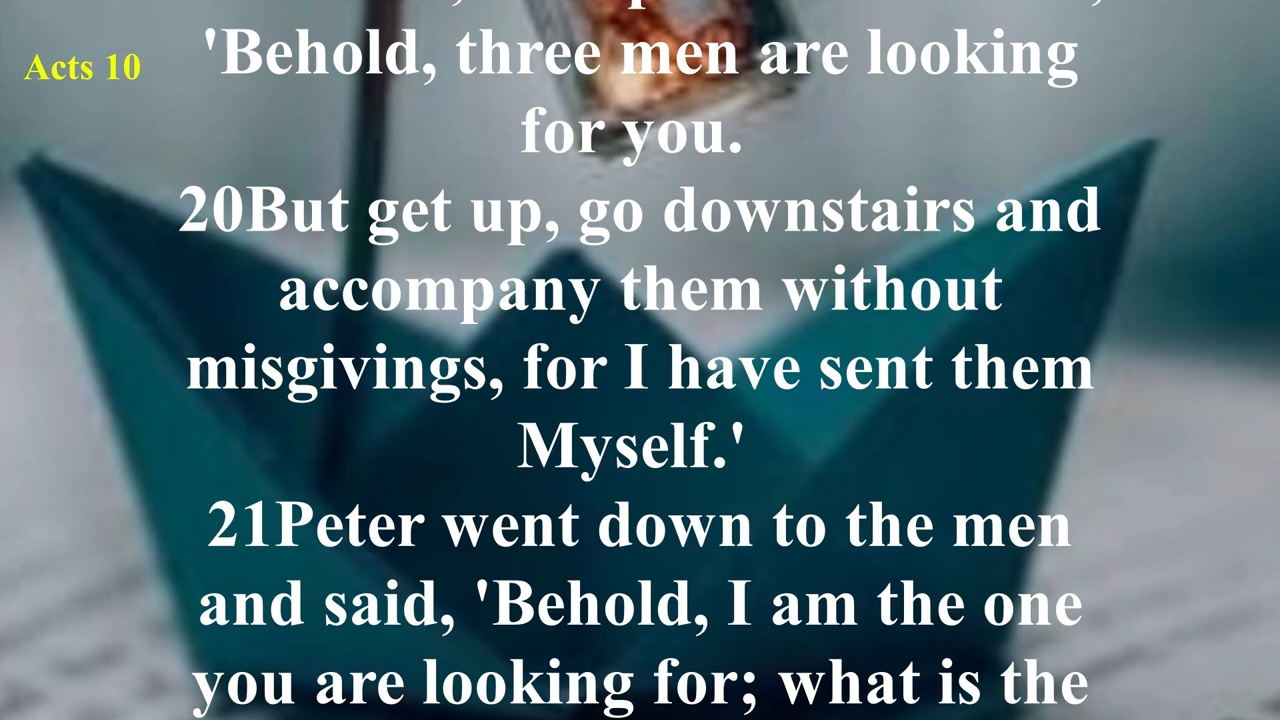 Acts 10
'Behold, three men are looking
for you.
20But get up, go downstairs and
accompany them without
misgivings, for I have sent them
Myself.'
21Peter went down to the men
and said, 'Behold, I am the one
you are looking for; what is the